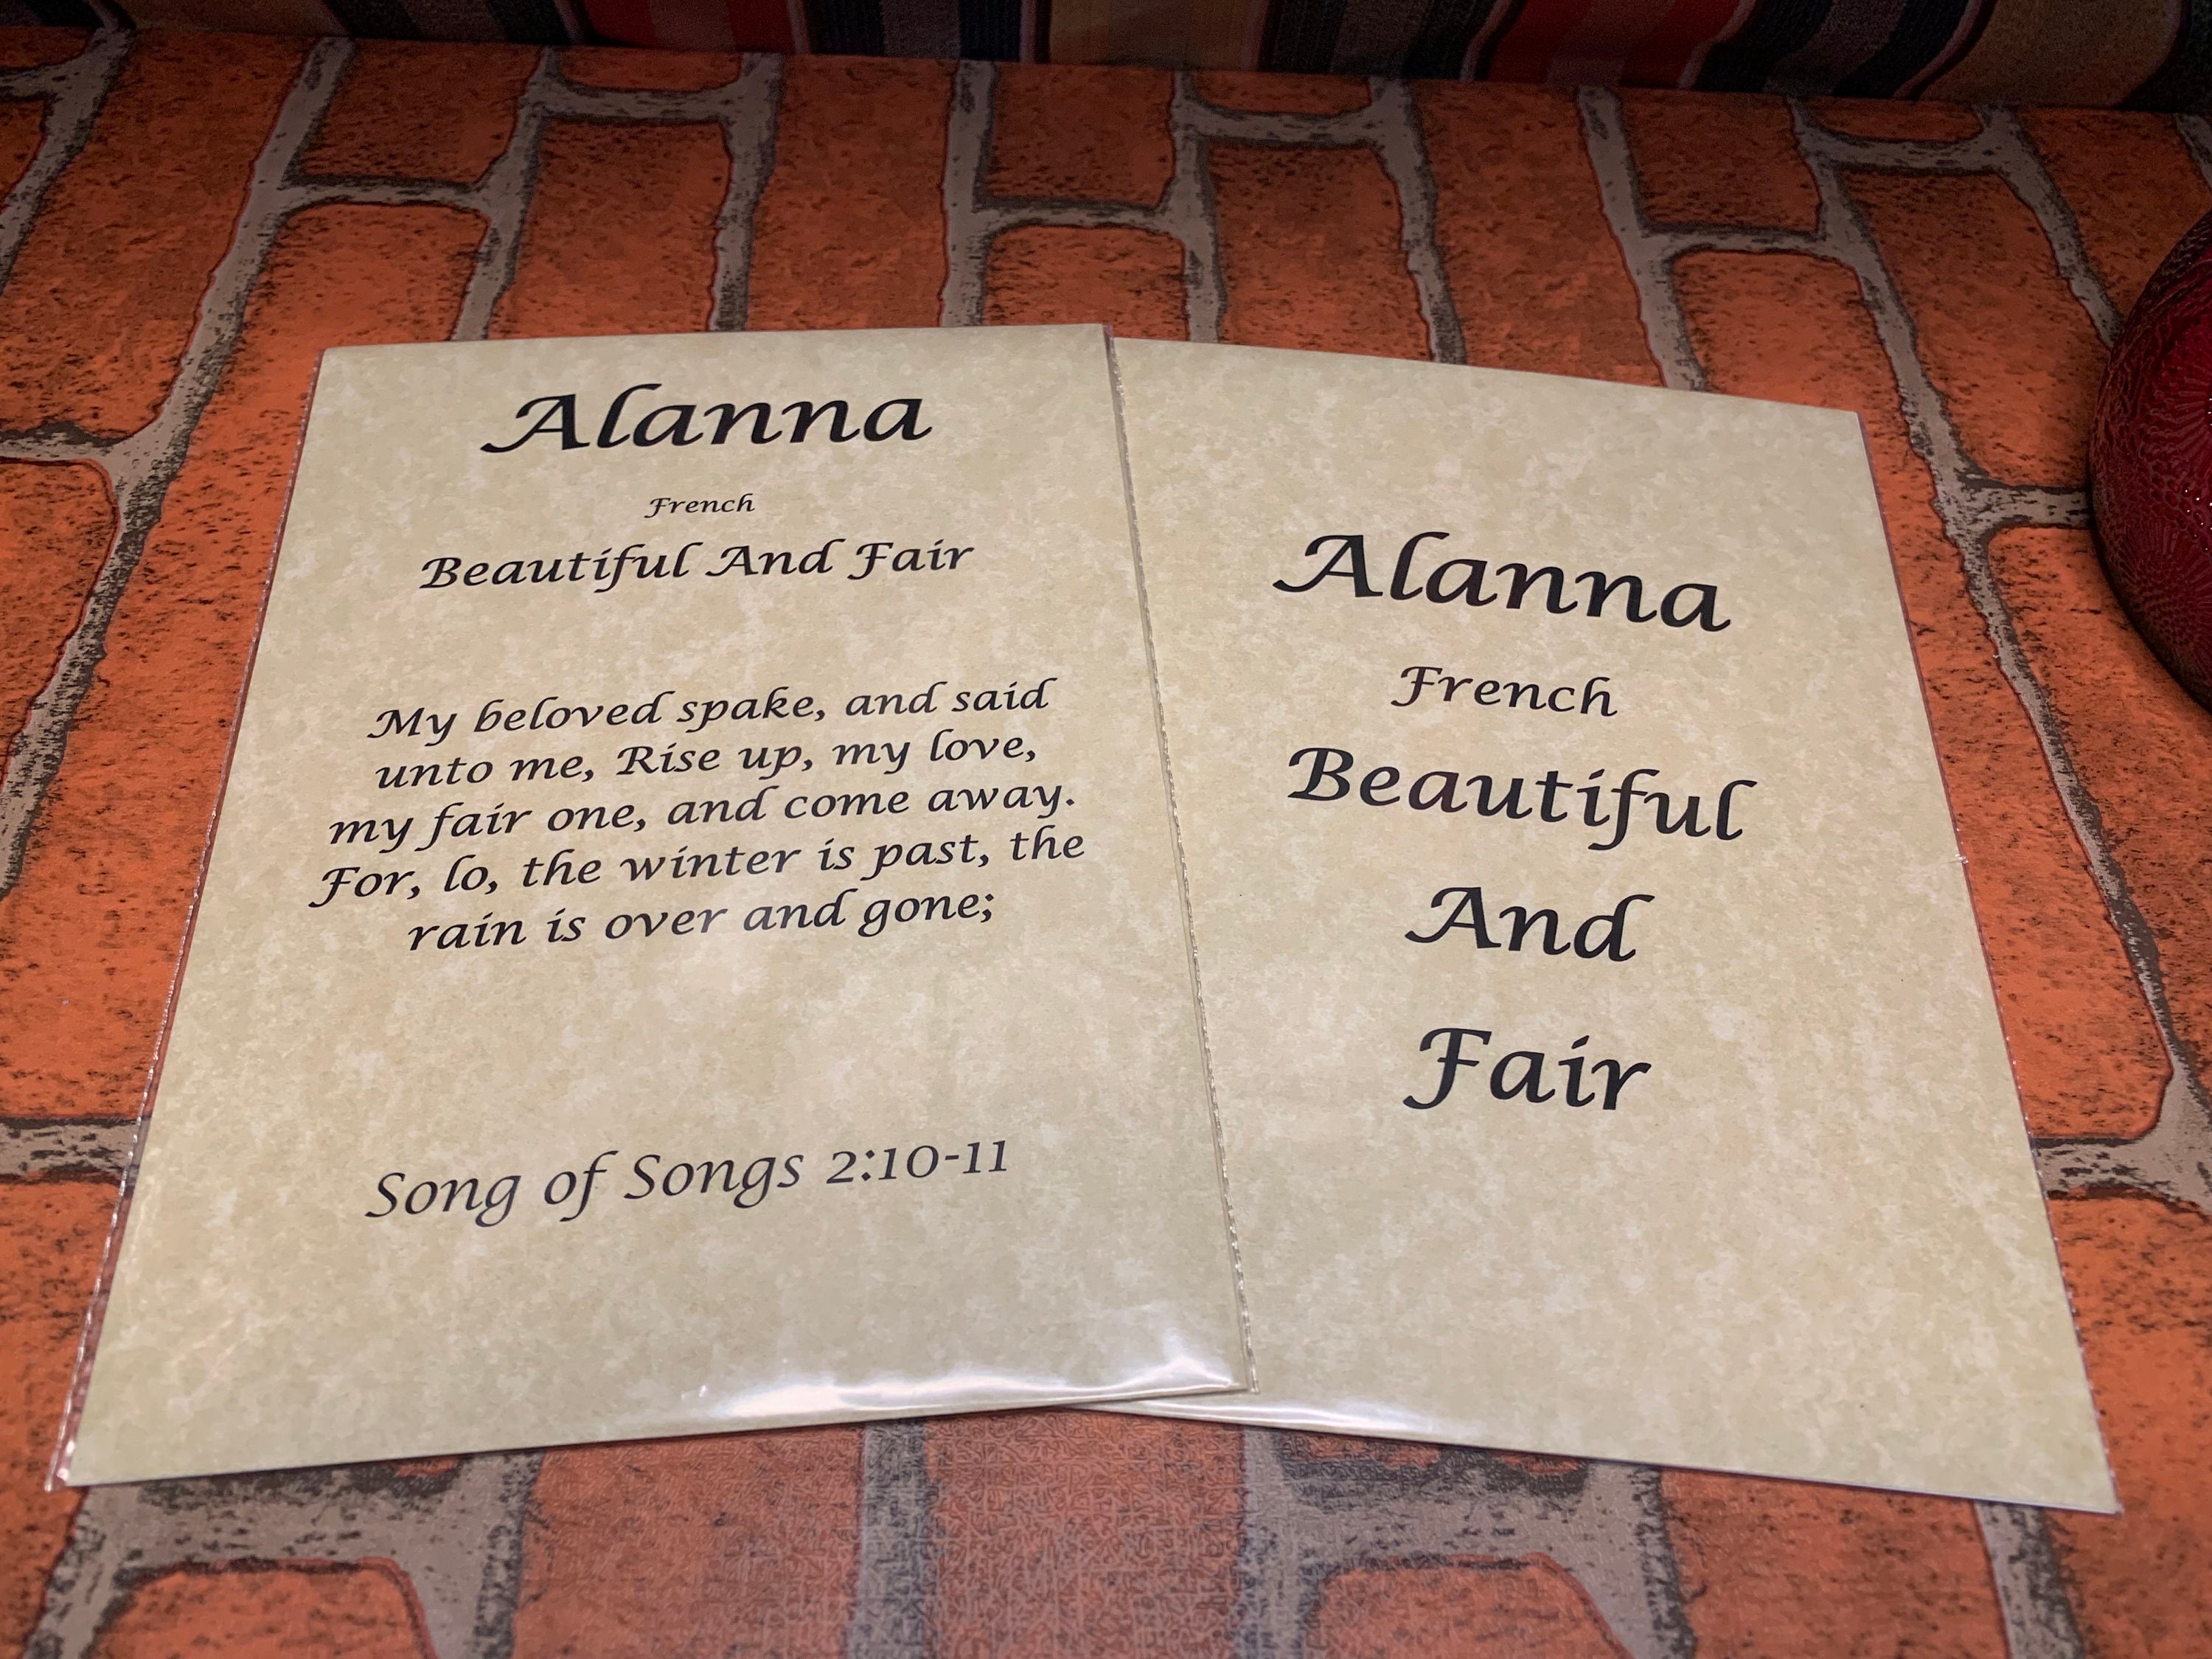 Alanna
French
Beautiful And Fair
My beloved spake, and said
unto me, Rise up, my love,
my fair one, and come away.
For, lo, the winter is past, the
rain is over and gone;
Song of Songs 2:10-11
Alanna
French
Beautiful
And
Fair